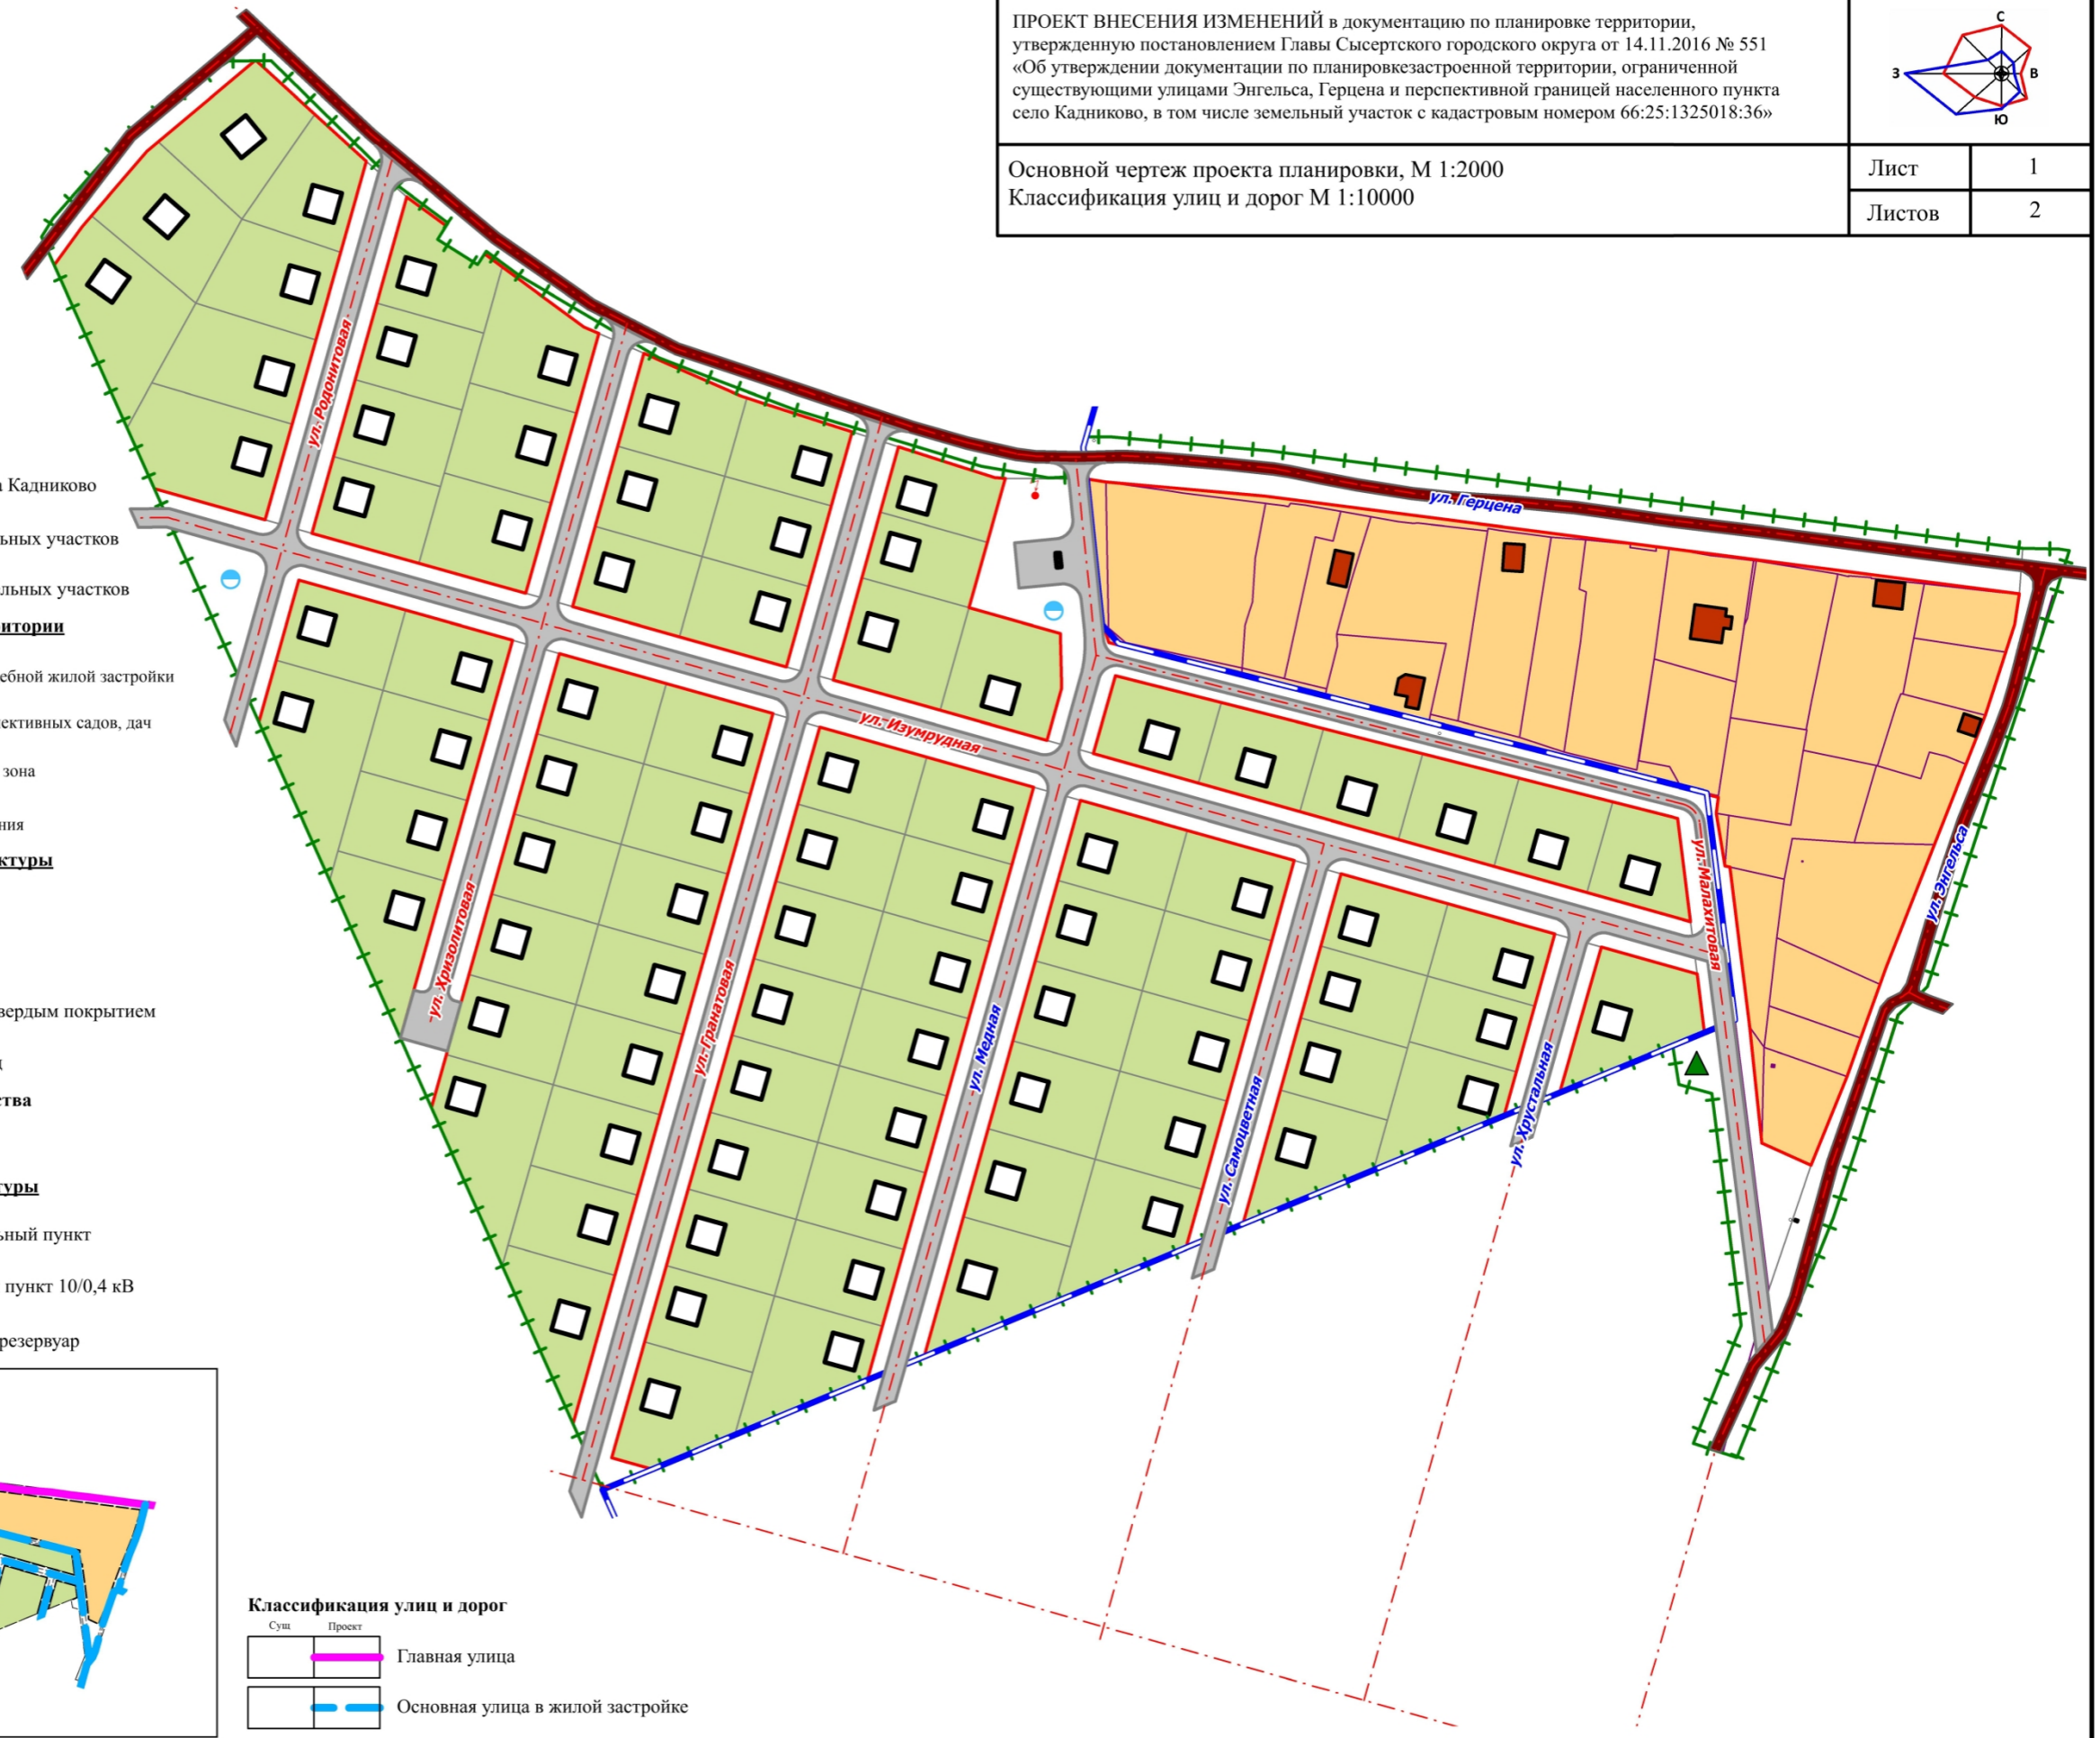 ПРОЕКТ ВНЕСЕНИЯ ИЗМЕНЕНИЙ в документацию по планировке территории,
утвержденную постановлением Главы Сысертского городского округа от 14.11.2016 № 551
«Об утверждении документации по планировкезастроенной территории, ограниченной
существующими улицами Энгельса, Герцена и перспективной границей населенного пункта
село Кадниково, в том числе земельный участок с кадастровым номером 66:25:1325018:36»
С
З
В
Ю
Основной чертеж проекта планировки, М 1:2000
Классификация улиц и дорог М 1:10000
Лист 1
Листов 2
ул. Родонитовая
ул. Герцена
ул. Изумрудная
ул. Малахитовая
ул. Энгельса
ул. Хризолитовая
ул. Гранатовая
ул. Медная
ул. Самоцветная
ул. Хрустальная
а Кадниково
ьных участков
льных участков
итории
ебной жилой застройки
лективных садов, дач
зона
ния
ктуры
вердым покрытием
д
ства
туры
ьный пункт
пункт 10/0,4 кВ
резервуар
Классификация улиц и дорог
Сущ Проект
Главная улица
Основная улица в жилой застройке